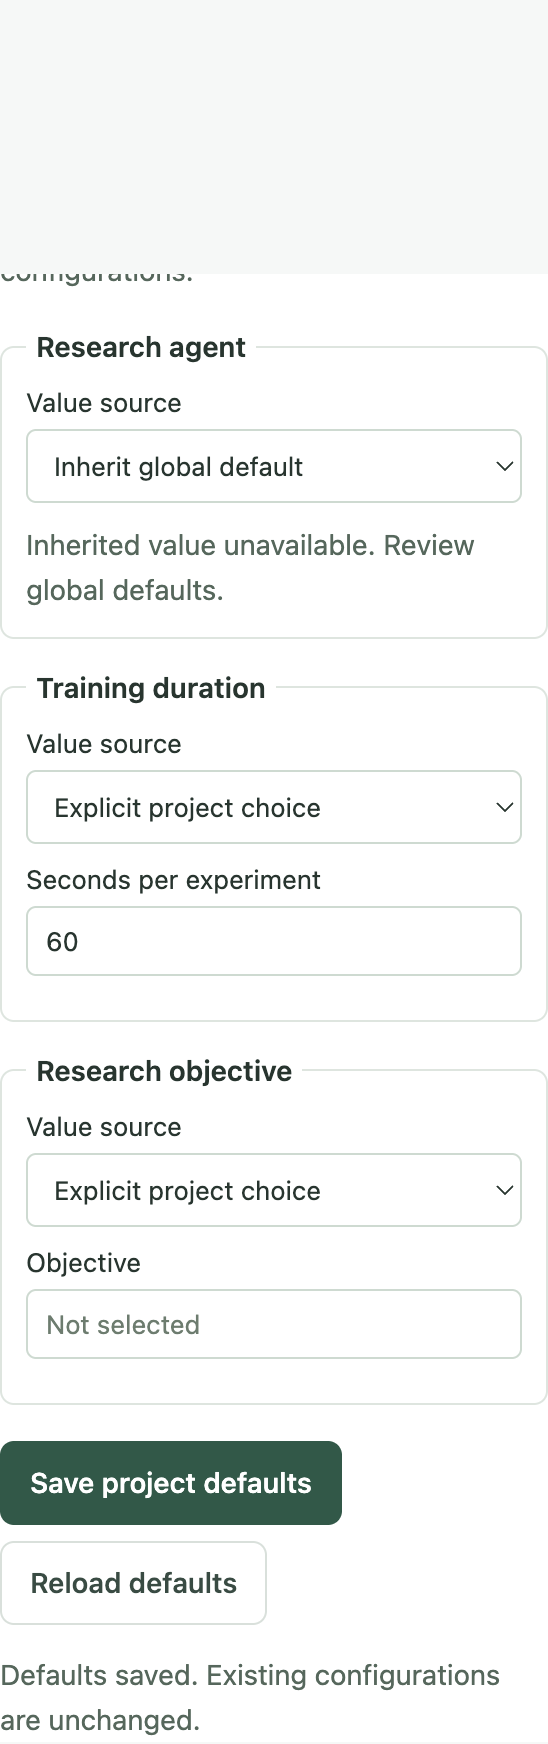 configurations.
Research agent
Value source
Inherit global default
Inherited value unavailable. Review
global defaults.
Training duration
Value source
Explicit project choice
Seconds per experiment
60
Research objective
Value source
Explicit project choice
Objective
Not selected
Save project defaults
Reload defaults
Defaults saved. Existing configurations
are unchanged.